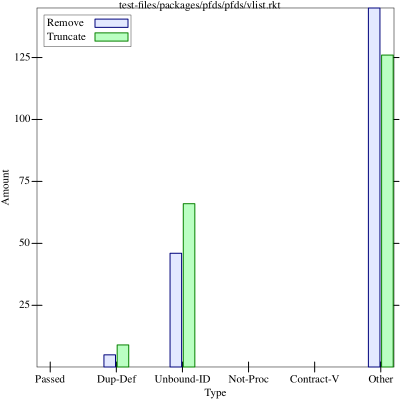 test-files/packages/pfds/pfds/vlist.rkt
Remove
Truncate
125
100
75
50
25
Amount
Passed Dup-Def Unbound-ID Not-Proc Contract-V Other
Type